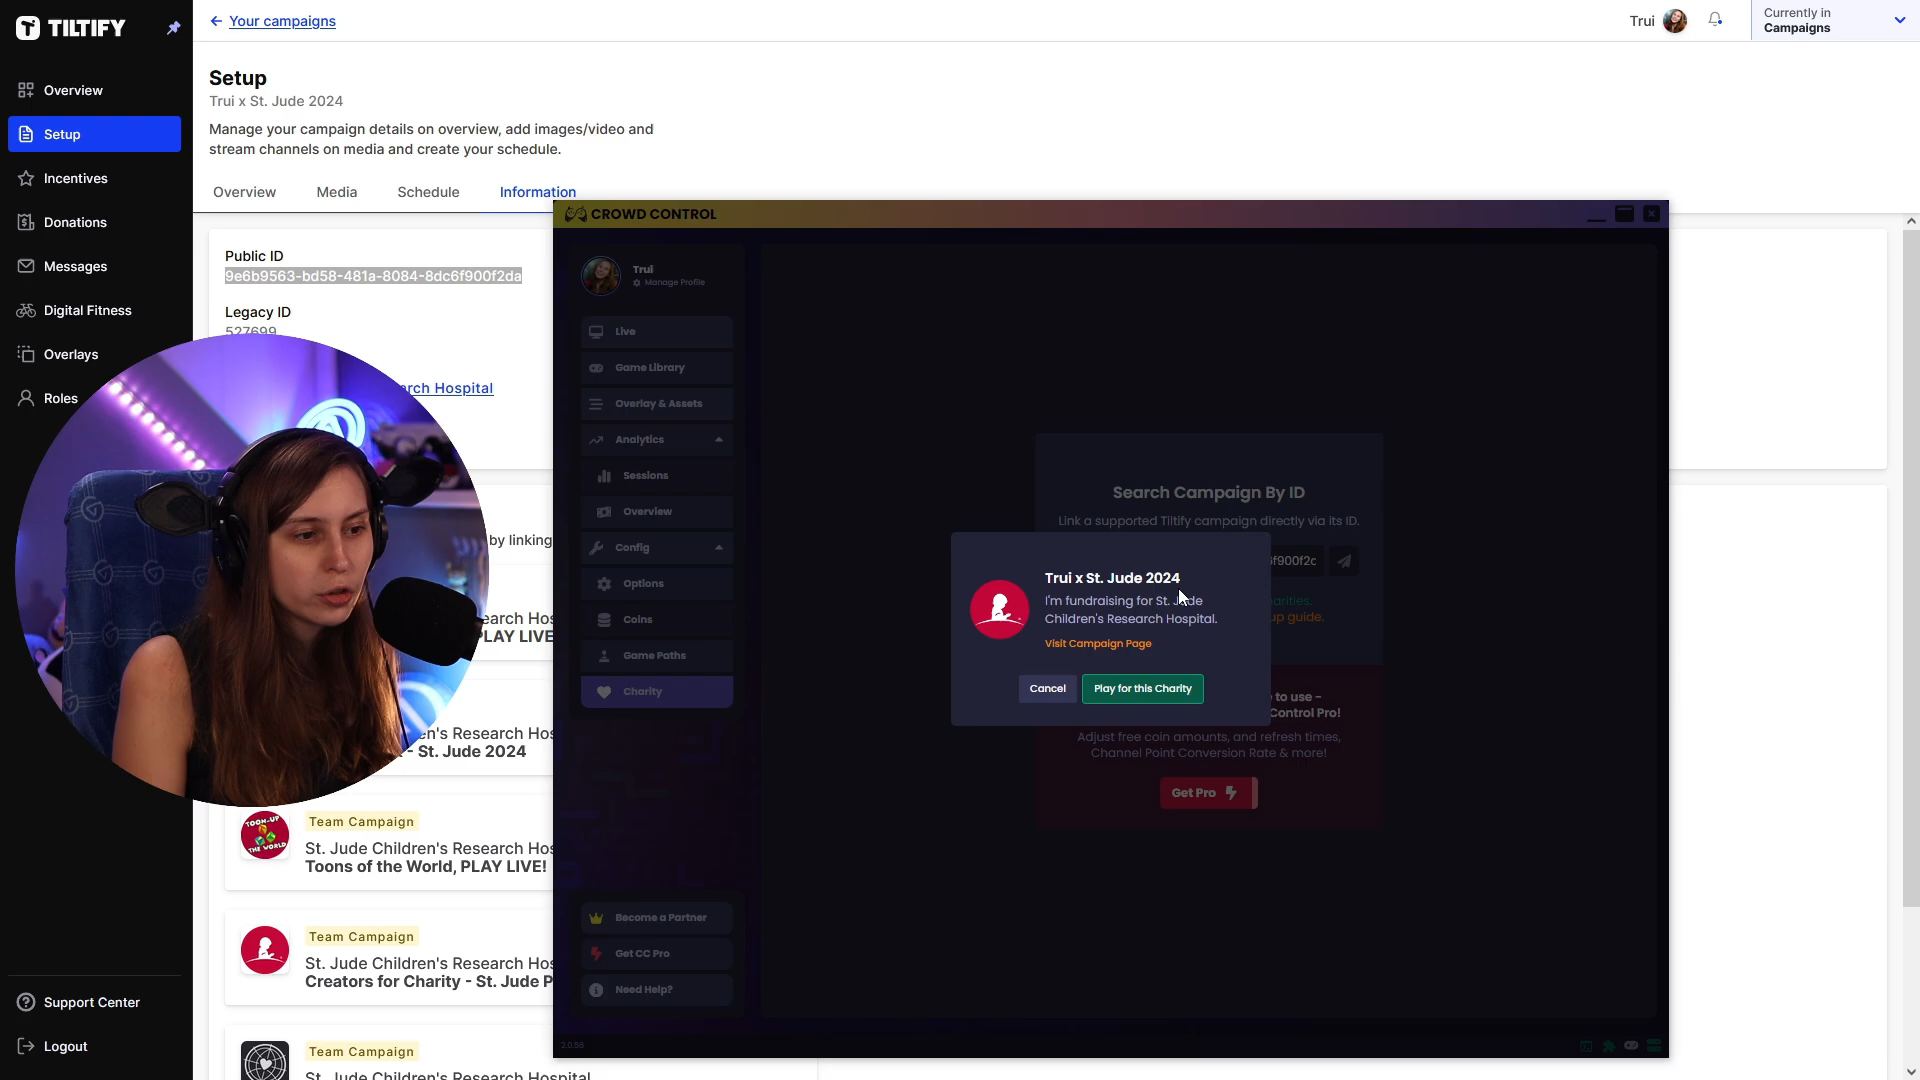 TILTIFY
Overview
Setup
Incentives
Donations
Messages
Digital Fitness
Overlays
Roles
Support Center
Logout
Your campaigns
Trui
Currently in
Campaigns
Setup
Trui x St. Jude 2024
Manage your campaign details on overview, add images/video and
stream channels on media and create your schedule.
Overview
Media
Schedule
Information
Public ID
9e6b9563-bd58-481a-8084-8dc6f900f2da
Legacy ID
527699
rch Hospital
by linking
earch Hos
PLAY LIVE
en's Research Hos
- St. Jude 2024
Team Campaign
St. Jude Children's Research Hos
Toons of the World, PLAY LIVE!
Team Campaign
St. Jude Children's Research Hos
Creators for Charity - St. Jude P
Team Campaign
St. Jude Children's Research Hospital
TOON-UP
THE WORLD
CROWD CONTROL
Trui
Manage Profile
Live
Game Library
Overlay & Assets
Analytics
Sessions
Overview
Config
Options
Coins
Game Paths
Charity
Become a Partner
Get CC Pro
Need Help?
2.0.58
Search Campaign By ID
Link a supported Tiltify campaign directly via its ID.
f900f2c
arities.
up guide.
Trui x St. Jude 2024
I'm fundraising for St. Jude
Children's Research Hospital.
Visit Campaign Page
Cancel
Play for this Charity
to use -
Control Pro!
Adjust free coin amounts, and refresh times,
Channel Point Conversion Rate & more!
Get Pro